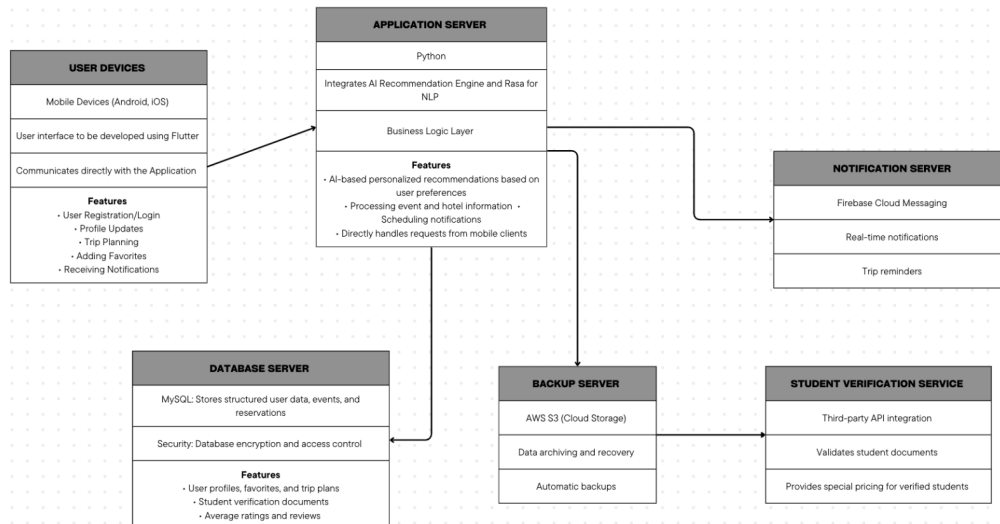 USER DEVICES
Mobile Devices (Android, iOS)
User interface to be developed using Flutter
Communicates directly with the Application
Features
• User Registration/Login
• Profile Updates
• Trip Planning
• Adding Favorites
• Receiving Notifications
APPLICATION SERVER
Python
Integrates AI Recommendation Engine and Rasa for
NLP
Business Logic Layer
Features
• AI-based personalized recommendations based on
user preferences
• Processing event and hotel information •
Scheduling notifications
• Directly handles requests from mobile clients
NOTIFICATION SERVER
Firebase Cloud Messaging
Real-time notifications
Trip reminders
DATABASE SERVER
MySQL: Stores structured user data, events, and
reservations
Security: Database encryption and access control
Features
• User profiles, favorites, and trip plans
• Student verification documents
• Average ratings and reviews
BACKUP SERVER
AWS S3 (Cloud Storage)
Data archiving and recovery
Automatic backups
STUDENT VERIFICATION SERVICE
Third-party API integration
Validates student documents
Provides special pricing for verified students